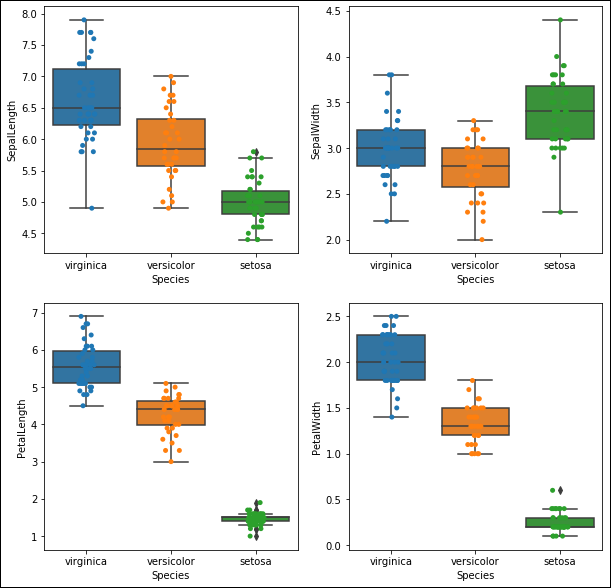 8.0
7.5
7.0
6.5
6.0
5.5
5.0
4.5
SepalLength
virginica versicolor setosa
Species
4.5
4.0
3.5
3.0
2.5
2.0
SepalWidth
virginica versicolor setosa
Species
7
6
5
4
3
2
1
PetalLength
virginica versicolor setosa
Species
2.5
2.0
1.5
1.0
0.5
0.0
PetalWidth
virginica versicolor setosa
Species